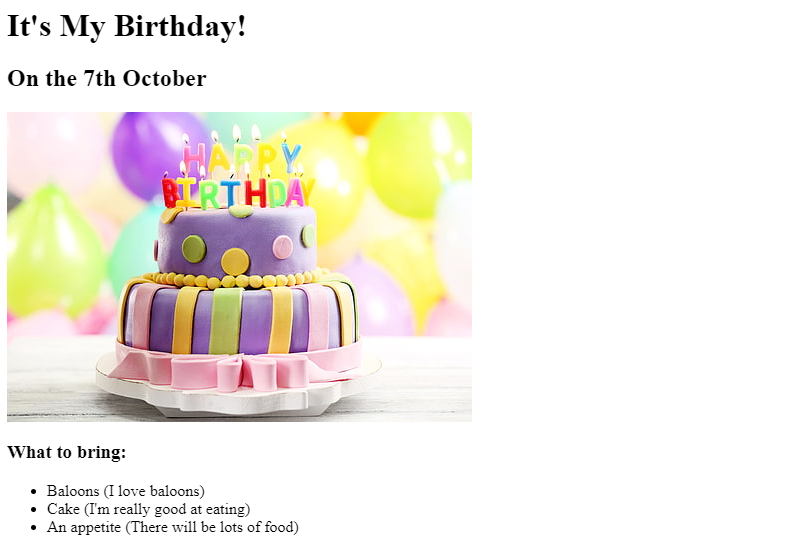 It's My Birthday!
On the 7th October
HAPPY
BIRTHDAY
What to bring:
Baloons (I love baloons)
Cake (I'm really good at eating)
An appetite (There will be lots of food)